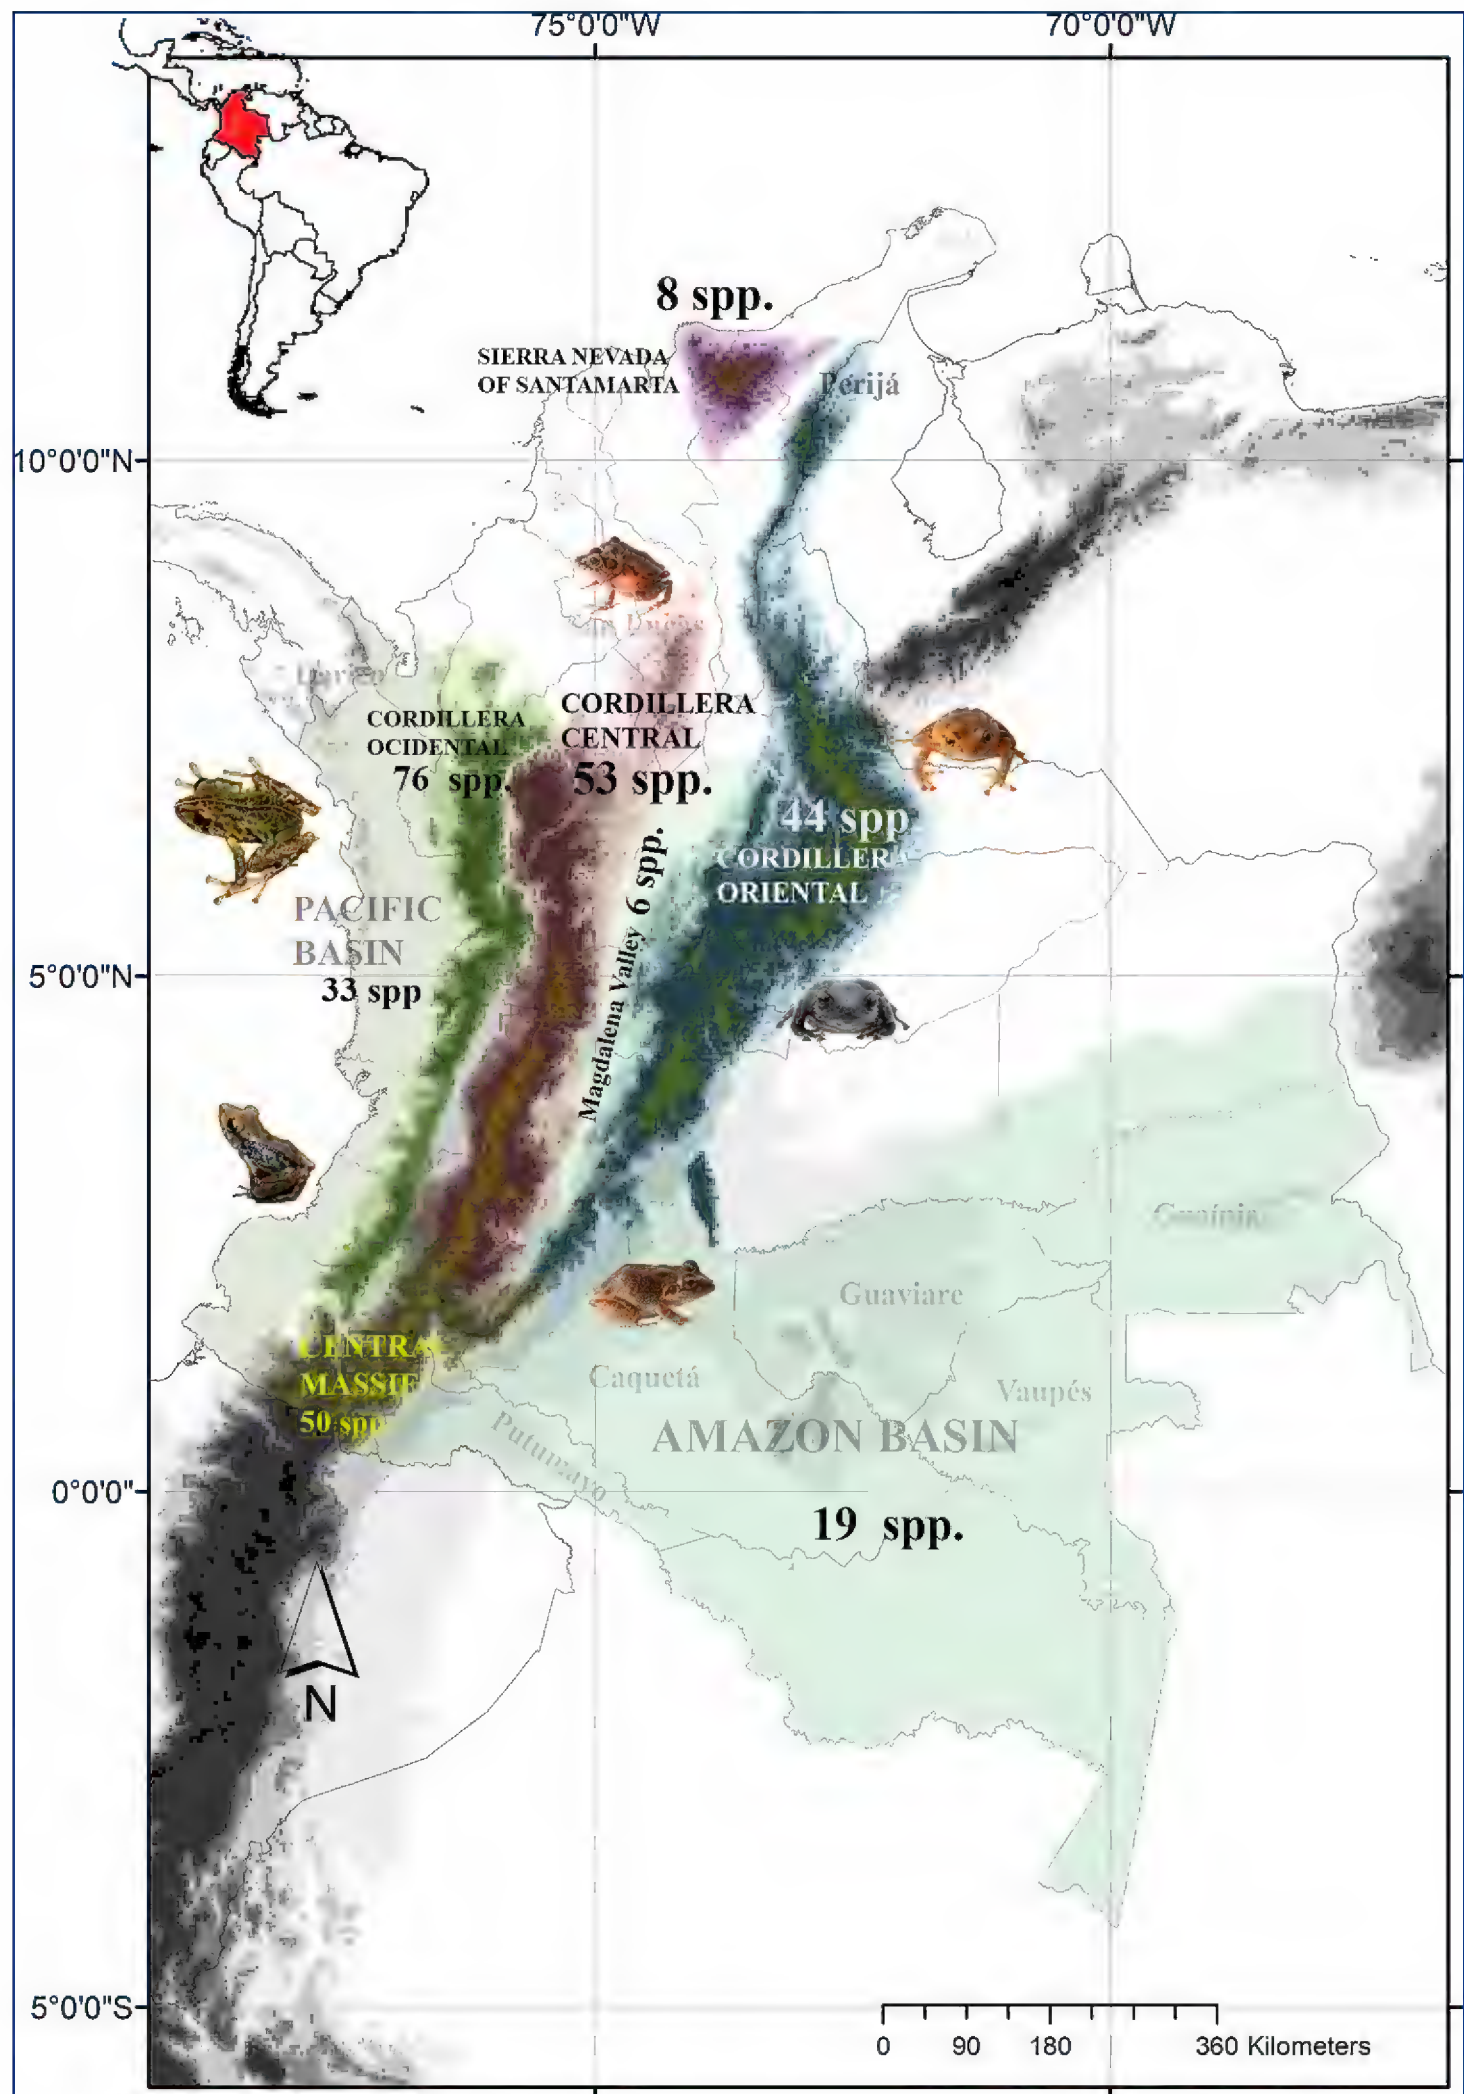 75°0'0"W
70°0'0"W
8 spp.
SIERRA NEVADA
OF SANTAMARTA
Perijá
10°0'0"N
CORDILLERA
OCIDENTAL
76 spp.
CORDILLERA
CENTRAL
53 spp.
44 spp
CORDILLERA
ORIENTAL
Magdalena Valley 6 spp.
PACIFIC
BASIN
33 spp
5°0'0"N
Guaviare
CENTRAL
MASSIF
50 spp
Caquetá
Vaupés
Putumayo
AMAZON BASIN
0°0'0"
19 spp.
N
5°0'0"S
0 90 180 360 Kilometers